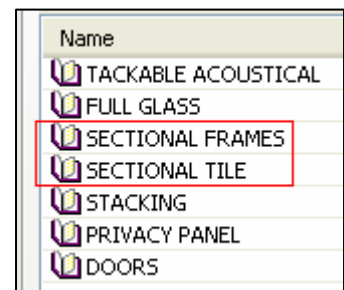 Name
TACKABLE ACOUSTICAL
FULL GLASS
SECTIONAL FRAMES
SECTIONAL TILE
STACKING
PRIVACY PANEL
DOORS